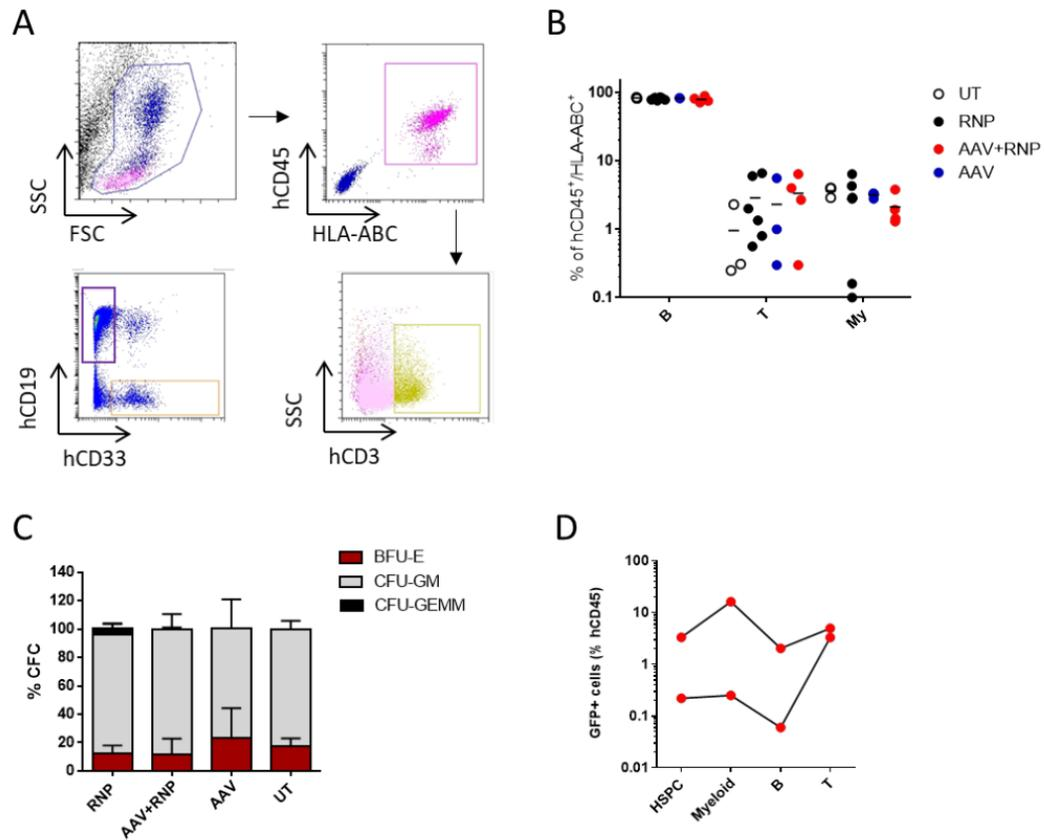 A
SSC
FSC
hCD45
HLA-ABC
hCD19
hCD33
SSC
hCD3
B
% of hCD45+/HLA-ABC+
100
10
1
0.1
B
T
My
UT
RNP
AAV+RNP
AAV
C
% CFC
140
120
100
80
60
40
20
0
RNP
AAV+RNP
AAV
UT
BFU-E
CFU-GM
CFU-GEMM
D
GFP+ cells (% hCD45)
100
10
1
0.1
0.01
HSPC
Myeloid
B
T